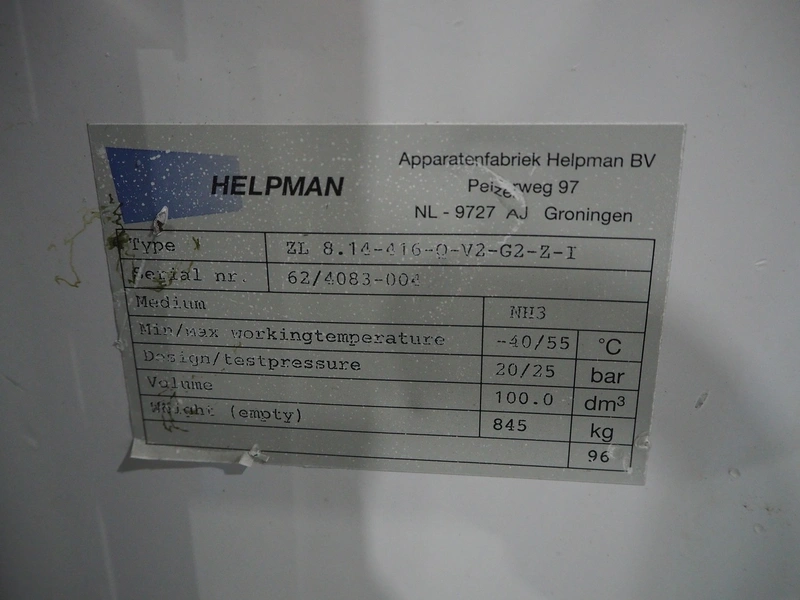 HELPMAN
Apparatenfabriek Helpman BV
Peizerweg 97
NL - 9727 AJ Groningen
Type ZL 8.14-416-Q-V2-G2-Z-I
Serial nr. 62/4083-004
Medium NH3
Min/max workingtemperature -40/55 °C
Design/testpressure 20/25 bar
Volume 100.0 dm³
Weight (empty) 845 kg
96